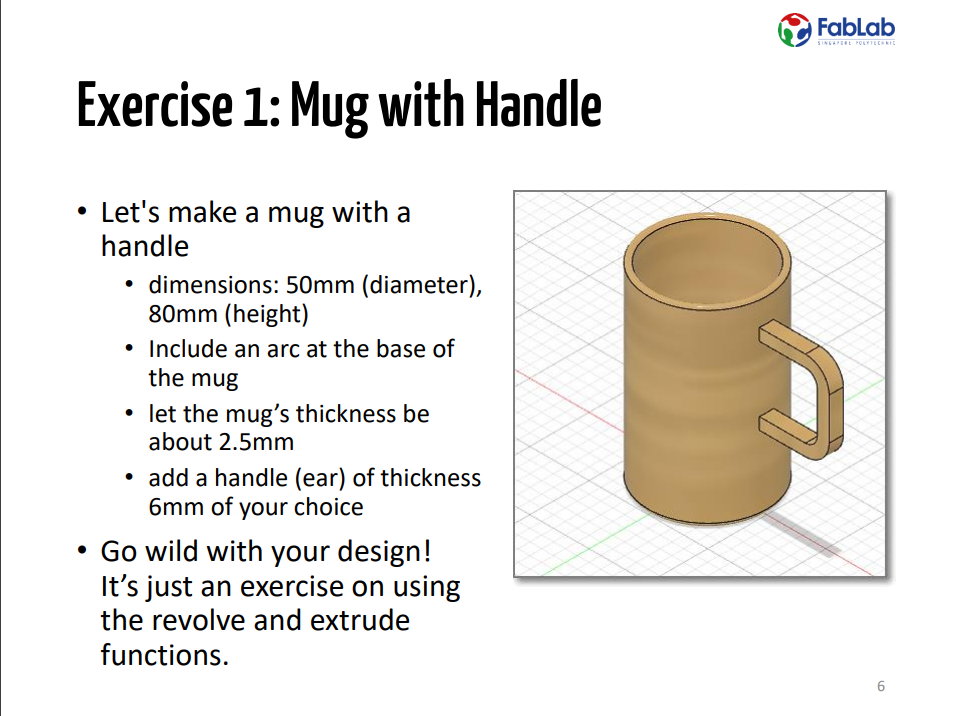 FabLab
SINGAPORE POLYTECHNIC
Exercise 1: Mug with Handle
• Let's make a mug with a
handle
• dimensions: 50mm (diameter),
80mm (height)
• Include an arc at the base of
the mug
• let the mug’s thickness be
about 2.5mm
• add a handle (ear) of thickness
6mm of your choice
• Go wild with your design!
It’s just an exercise on using
the revolve and extrude
functions.
6